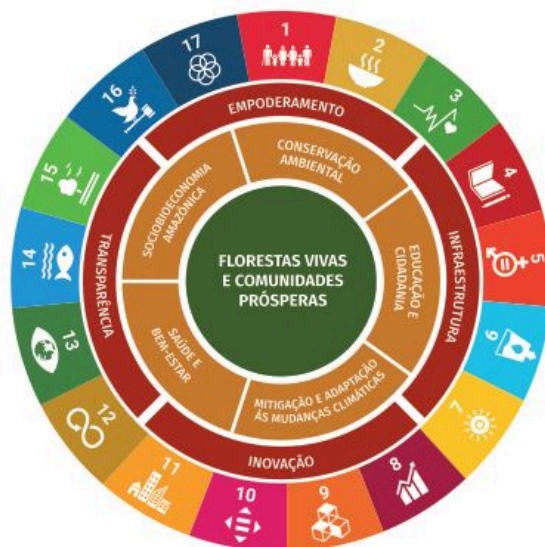 1
2
3
4
5
6
7
8
9
10
11
12
13
14
15
16
17
EMPODERAMENTO
INFRAESTRUTURA
INOVAÇÃO
TRANSPARÊNCIA
CONSERVAÇÃO
AMBIENTAL
EDUCAÇÃO E
CIDADANIA
MITIGAÇÃO E ADAPTAÇÃO
ÀS MUDANÇAS CLIMÁTICAS
SAÚDE E
BEM-ESTAR
SOCIOBIOECONOMIA
AMAZÔNICA
FLORESTAS VIVAS
E COMUNIDADES
PRÓSPERAS